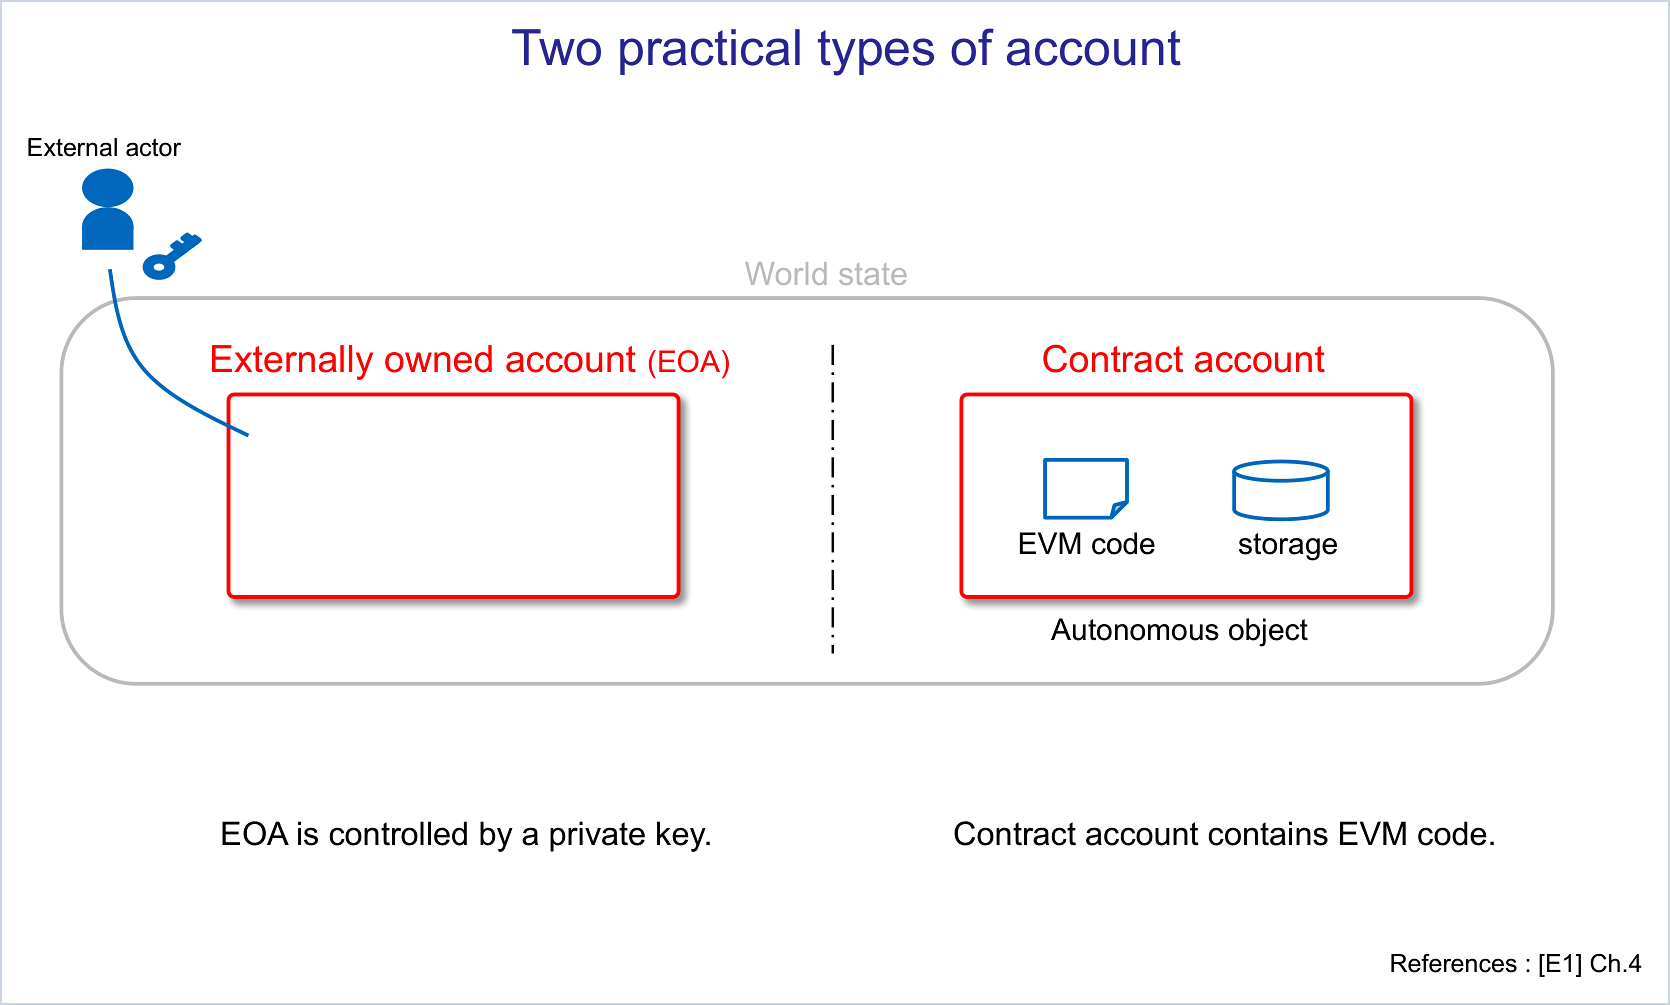 Two practical types of account
External actor
World state
Externally owned account (EOA)
Contract account
EVM code
storage
Autonomous object
EOA is controlled by a private key.
Contract account contains EVM code.
References : [E1] Ch.4